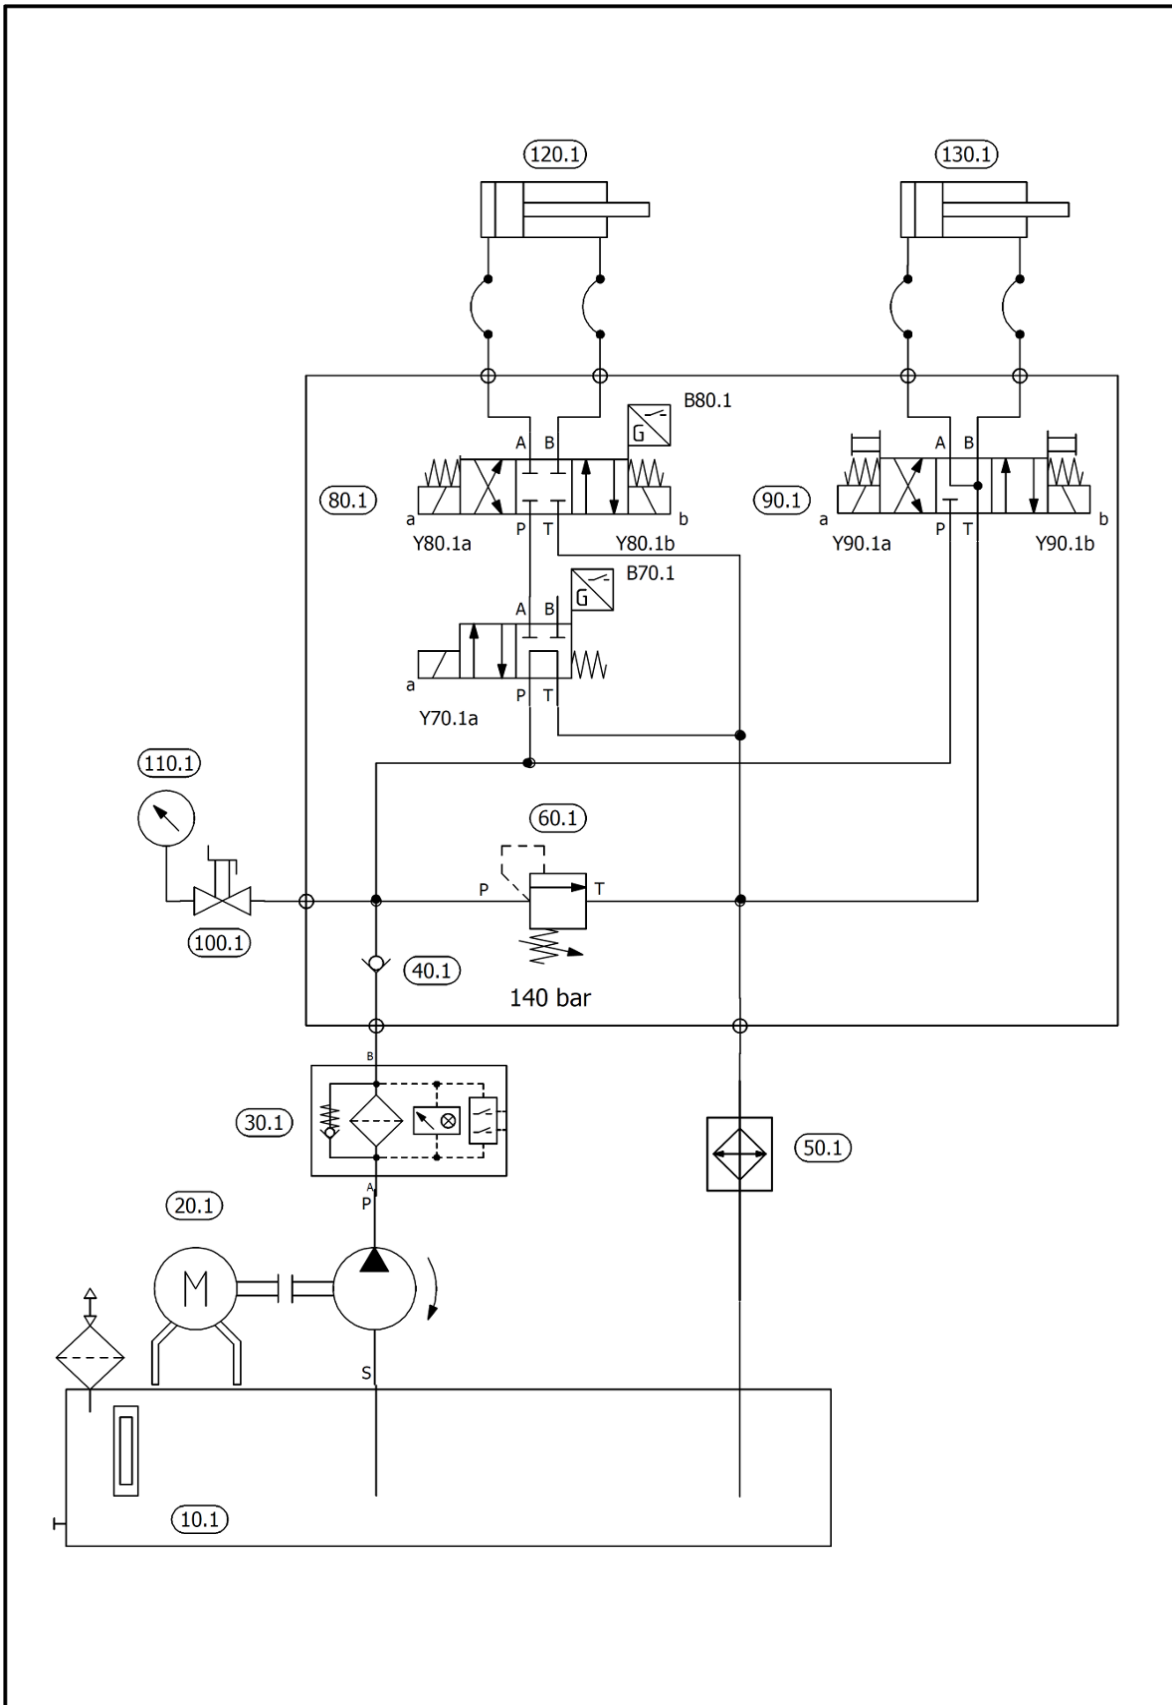 120.1
130.1
B80.1
G
A B
A B
80.1
90.1
a
b
a
b
P T
P T
Y80.1a
Y80.1b
Y90.1a
Y90.1b
B70.1
G
A B
a
P T
Y70.1a
110.1
60.1
P
T
100.1
40.1
140 bar
B
30.1
50.1
A
P
20.1
M
S
10.1